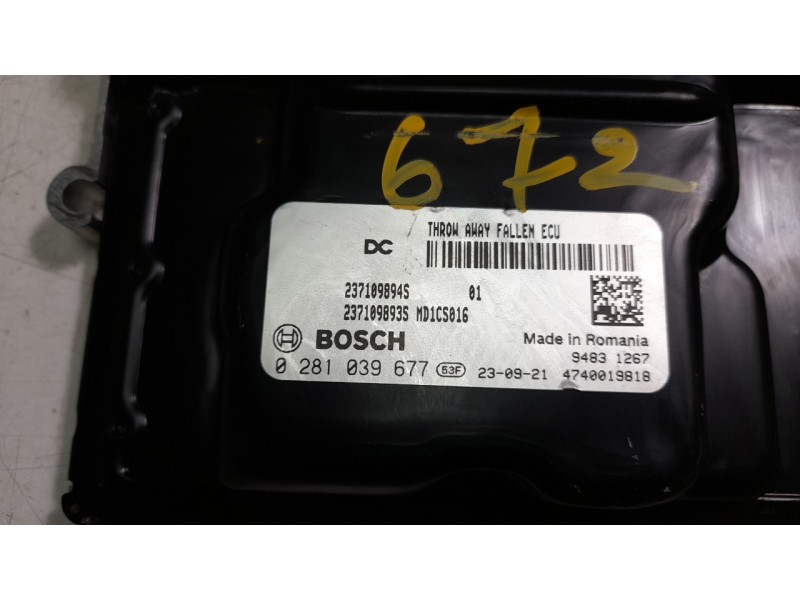 672
THROW AWAY FALLEN ECU
DC
237109894S 01
237109893S MD1CS016
BOSCH
Made in Romania
9483 1267
0 281 039 677 53F 23-09-21 4740019818